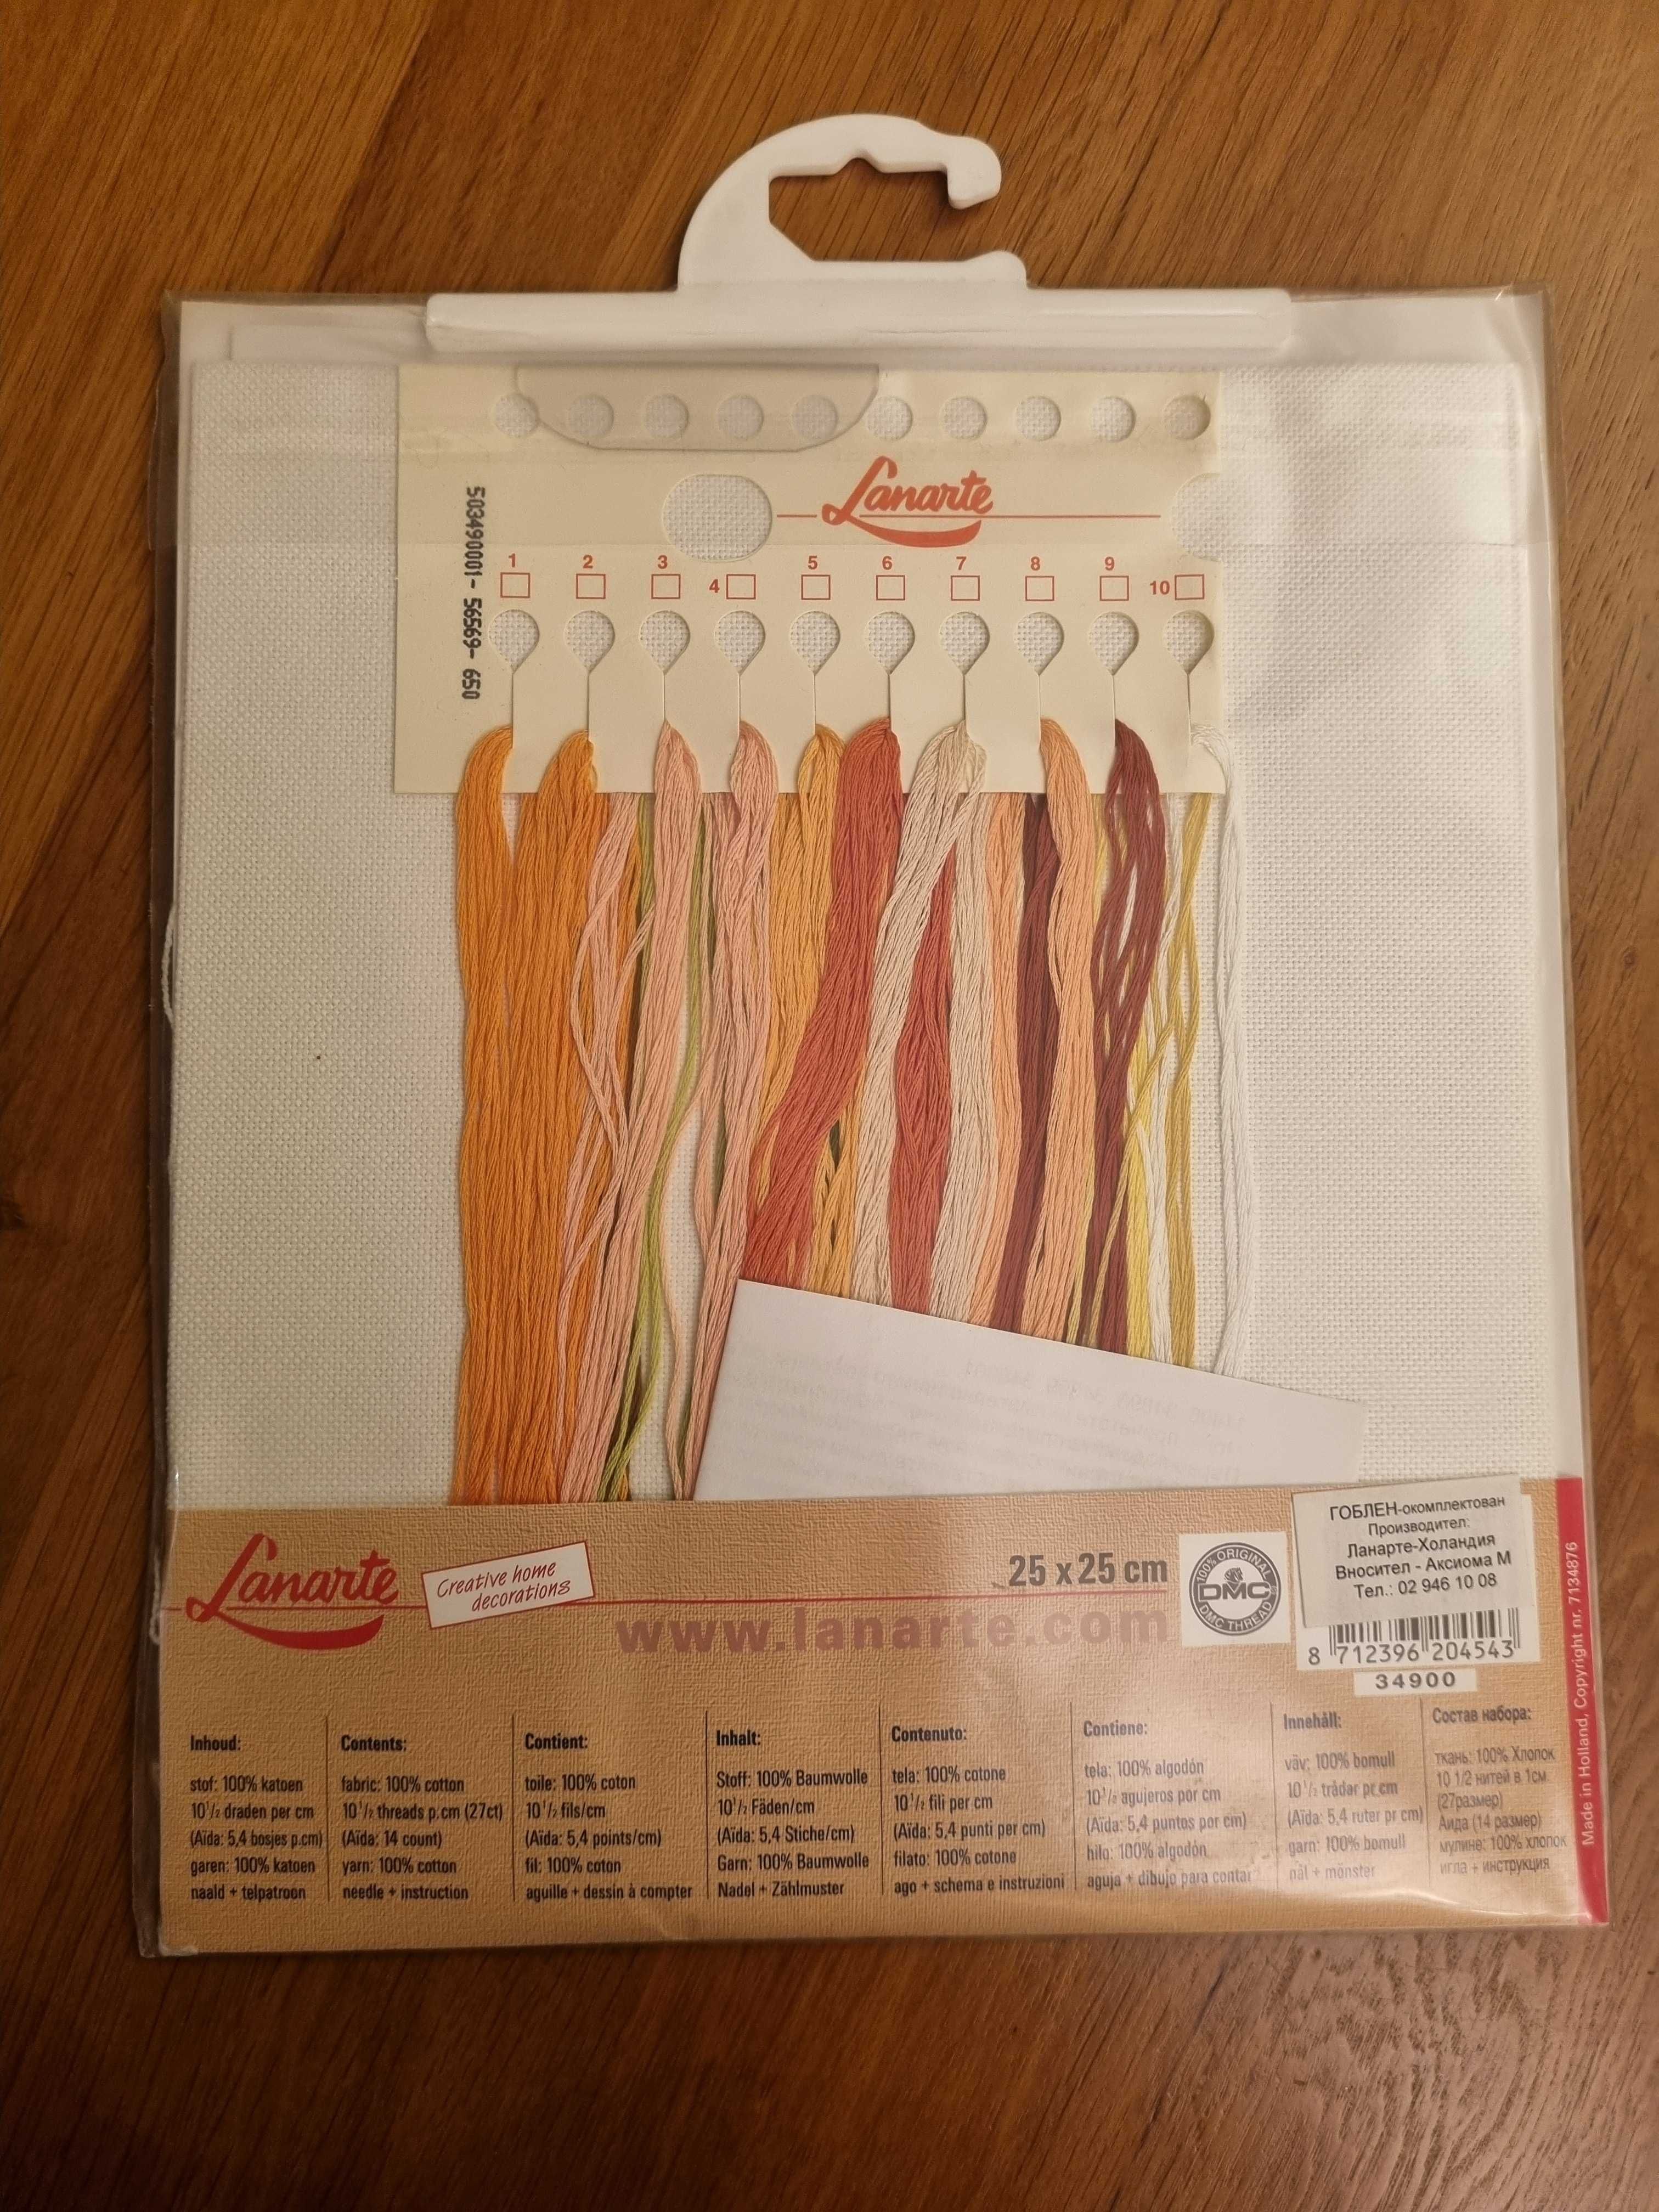 Lanarte
503490001- 56569- 650
1 2 3 4 5 6 7 8 9 10
Lanarte
Creative home
decorations
25 x 25 cm
www.lanarte.com
100% ORIGINAL
DMC
DMC THREAD
ГОБЛЕН-окомплектован
Производител:
Ланарте-Холандия
Вносител - Аксиома М
Тел.: 02 946 10 08
8 712396 204543
34900
Made in Holland, Copyright nr. 7134876
Inhoud:
stof: 100% katoen
10 1/2 draden per cm
(Aïda: 5,4 bosjes p.cm)
garen: 100% katoen
naald + telpatroon
Contents:
fabric: 100% cotton
10 1/2 threads p.cm (27ct)
(Aïda: 14 count)
yarn: 100% cotton
needle + instruction
Contient:
toile: 100% coton
10 1/2 fils/cm
(Aïda: 5,4 points/cm)
fil: 100% coton
aiguille + dessin à compter
Inhalt:
Stoff: 100% Baumwolle
10 1/2 Fäden/cm
(Aïda: 5,4 Stiche/cm)
Garn: 100% Baumwolle
Nadel + Zählmuster
Contenuto:
tela: 100% cotone
10 1/2 fili per cm
(Aïda: 5,4 punti per cm)
filato: 100% cotone
ago + schema e instruzioni
Contiene:
tela: 100% algodón
10 1/2 agujeros por cm
(Aïda: 5,4 puntos por cm)
hilo: 100% algodón
aguja + dibujo para contar
Innehåll:
väv: 100% bomull
10 1/2 trådar pr cm
(Aïda: 5,4 ruter pr cm)
garn: 100% bomull
nål + mönster
Состав набора:
ткань: 100% Хлопок
10 1/2 нитей в 1см
(27размер)
Аида (14 размер)
мулине: 100% хлопок
игла + инструкция